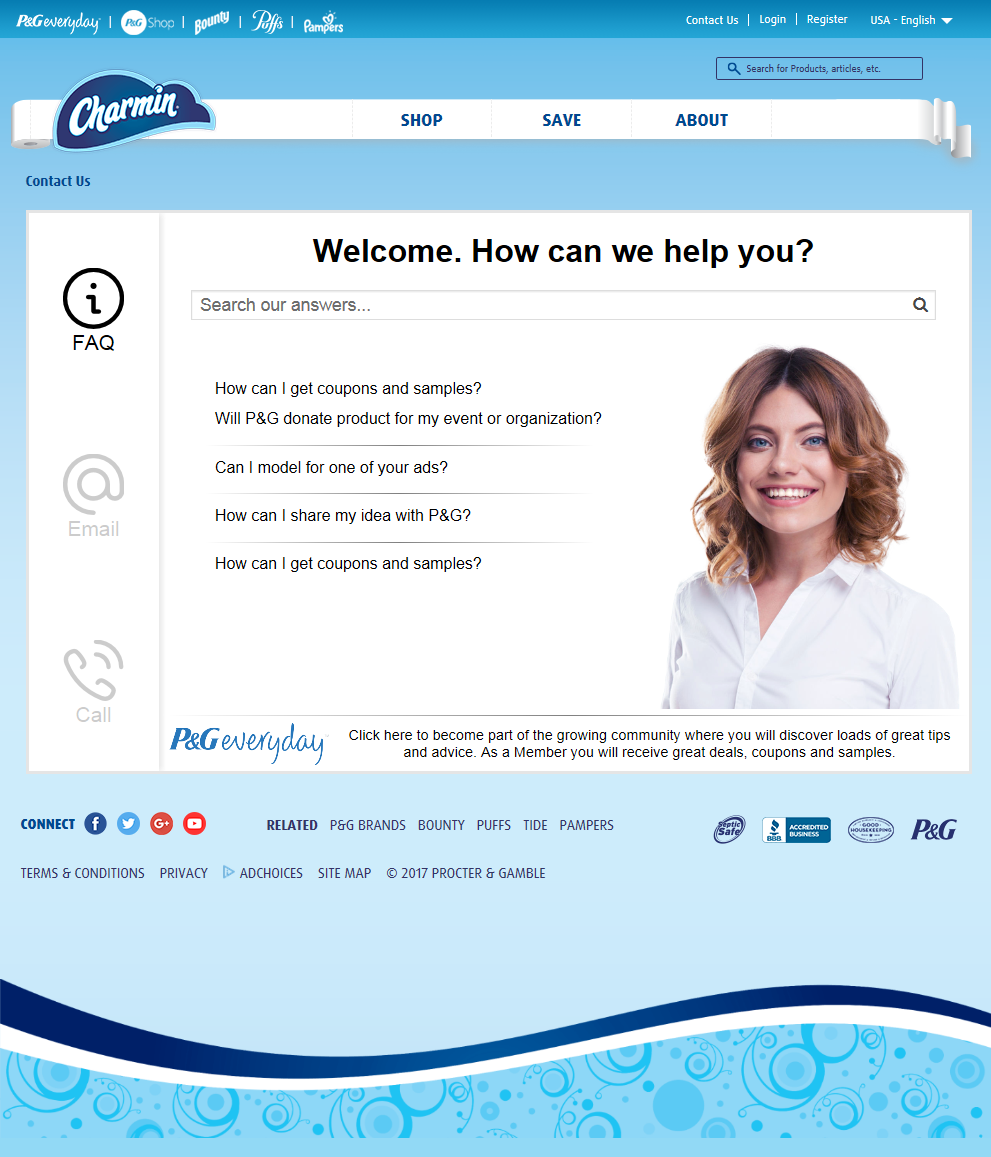 P&G everyday | P&G Shop | Bounty | Puffs | Pampers
Contact Us | Login | Register USA - English
Search for Products, articles, etc.
Charmin
SHOP SAVE ABOUT
Contact Us
Welcome. How can we help you?
Search our answers...
FAQ
How can I get coupons and samples?
Will P&G donate product for my event or organization?
Can I model for one of your ads?
How can I share my idea with P&G?
How can I get coupons and samples?
Email
Call
P&G everyday
Click here to become part of the growing community where you will discover loads of great tips
and advice. As a Member you will receive great deals, coupons and samples.
CONNECT f G+ RELATED P&G BRANDS BOUNTY PUFFS TIDE PAMPERS
Septic Safe
BBB ACCREDITED BUSINESS
GOOD HOUSEKEEPING
P&G
TERMS & CONDITIONS PRIVACY ADCHOICES SITE MAP © 2017 PROCTER & GAMBLE